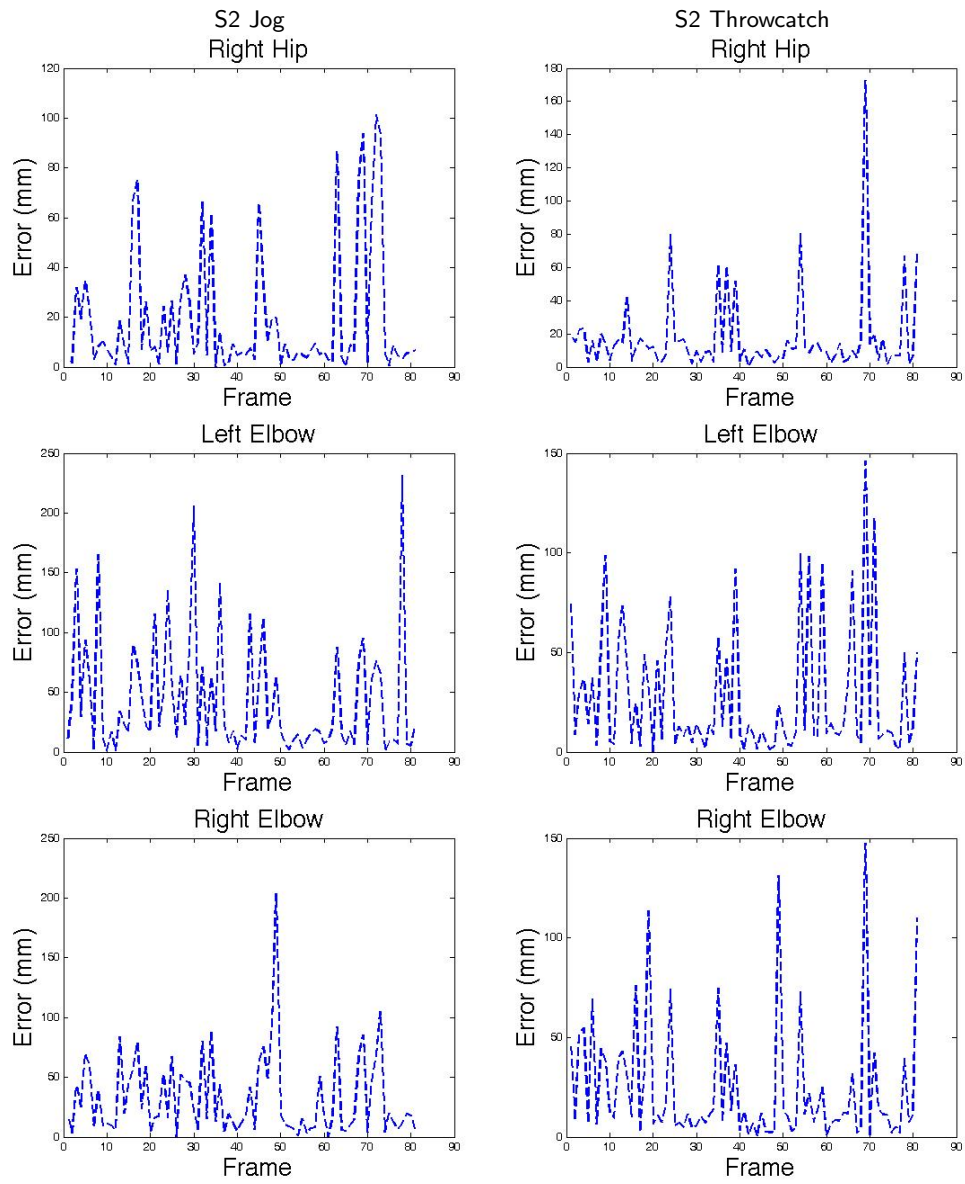 S2 Jog
S2 Throwcatch
Right Hip
Right Hip
120
100
80
60
40
20
0
Error (mm)
0 10 20 30 40 50 60 70 80 90
Frame
180
160
140
120
100
80
60
40
20
0
Error (mm)
0 10 20 30 40 50 60 70 80 90
Frame
Left Elbow
Left Elbow
250
200
150
100
50
0
Error (mm)
0 10 20 30 40 50 60 70 80 90
Frame
150
100
50
0
Error (mm)
0 10 20 30 40 50 60 70 80 90
Frame
Right Elbow
Right Elbow
250
200
150
100
50
0
Error (mm)
0 10 20 30 40 50 60 70 80 90
Frame
150
100
50
0
Error (mm)
0 10 20 30 40 50 60 70 80 90
Frame